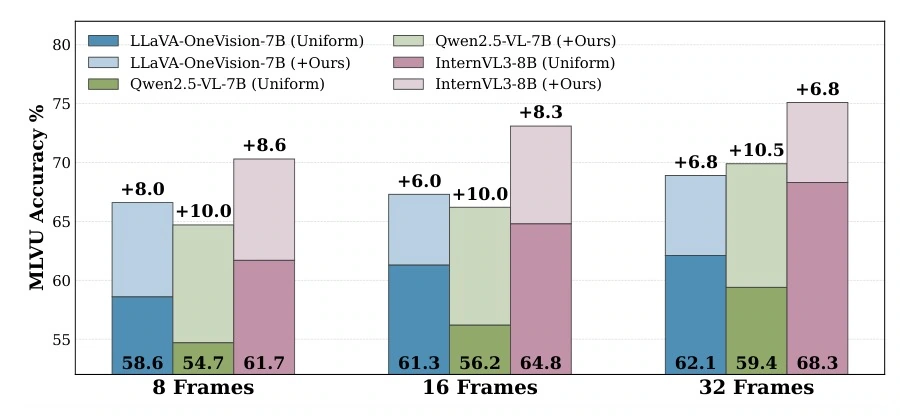 MLVU Accuracy %
80
75
70
65
60
55
LLaVA-OneVision-7B (Uniform)
LLaVA-OneVision-7B (+Ours)
Qwen2.5-VL-7B (Uniform)
Qwen2.5-VL-7B (+Ours)
InternVL3-8B (Uniform)
InternVL3-8B (+Ours)
+8.0
+10.0
+8.6
+6.0
+10.0
+8.3
+6.8
+10.5
+6.8
58.6
54.7
61.7
61.3
56.2
64.8
62.1
59.4
68.3
8 Frames
16 Frames
32 Frames